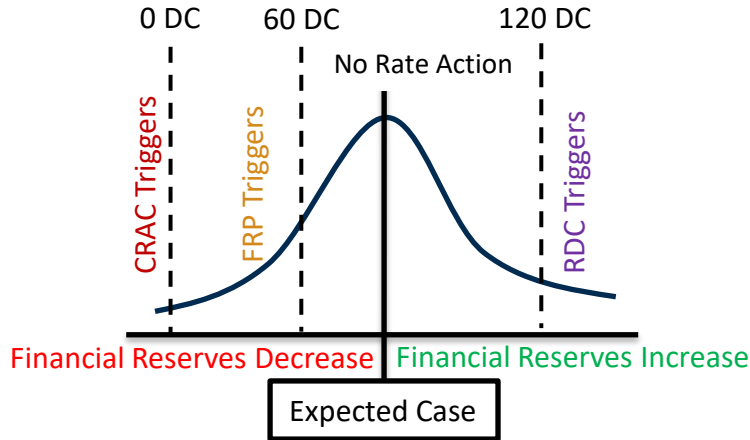 0 DC
60 DC
120 DC
No Rate Action
CRAC Triggers
FRP Triggers
RDC Triggers
Financial Reserves Decrease
Financial Reserves Increase
Expected Case